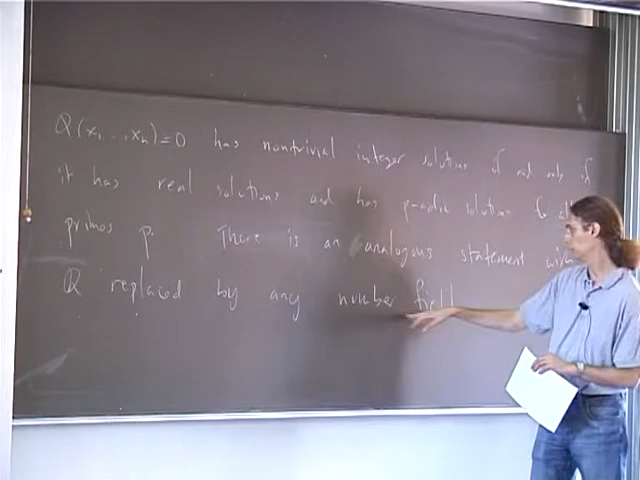 Q(x₁, ..., xₙ) = 0 has nontrivial integer solutions if and only if
it has real solutions and has p-adic solutions for all
primes p. There is an analogous statement with
ℚ replaced by any number field